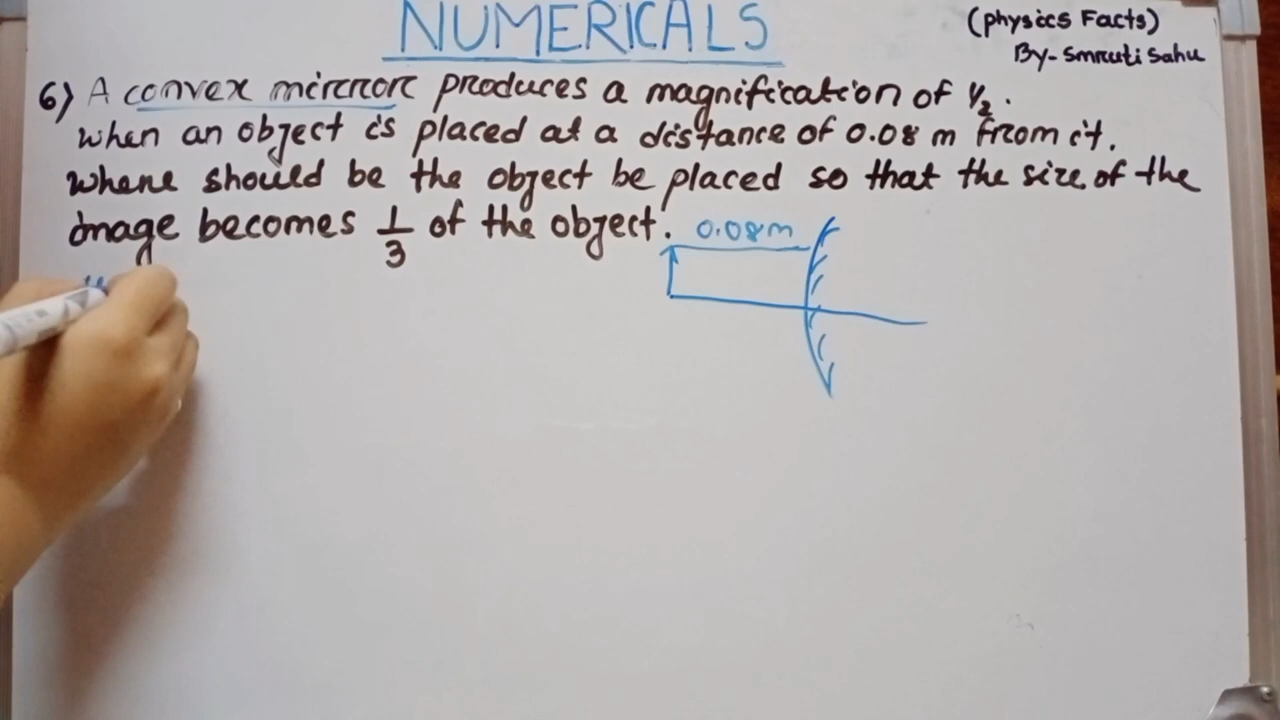 NUMERICALS
(physics Facts)
By- Smruti Sahu
6) A convex mirror produces a magnification of 1/2.
when an object is placed at a distance of 0.08 m from it.
where should be the object be placed so that the size of the
image becomes 1/3 of the object.
0.08m